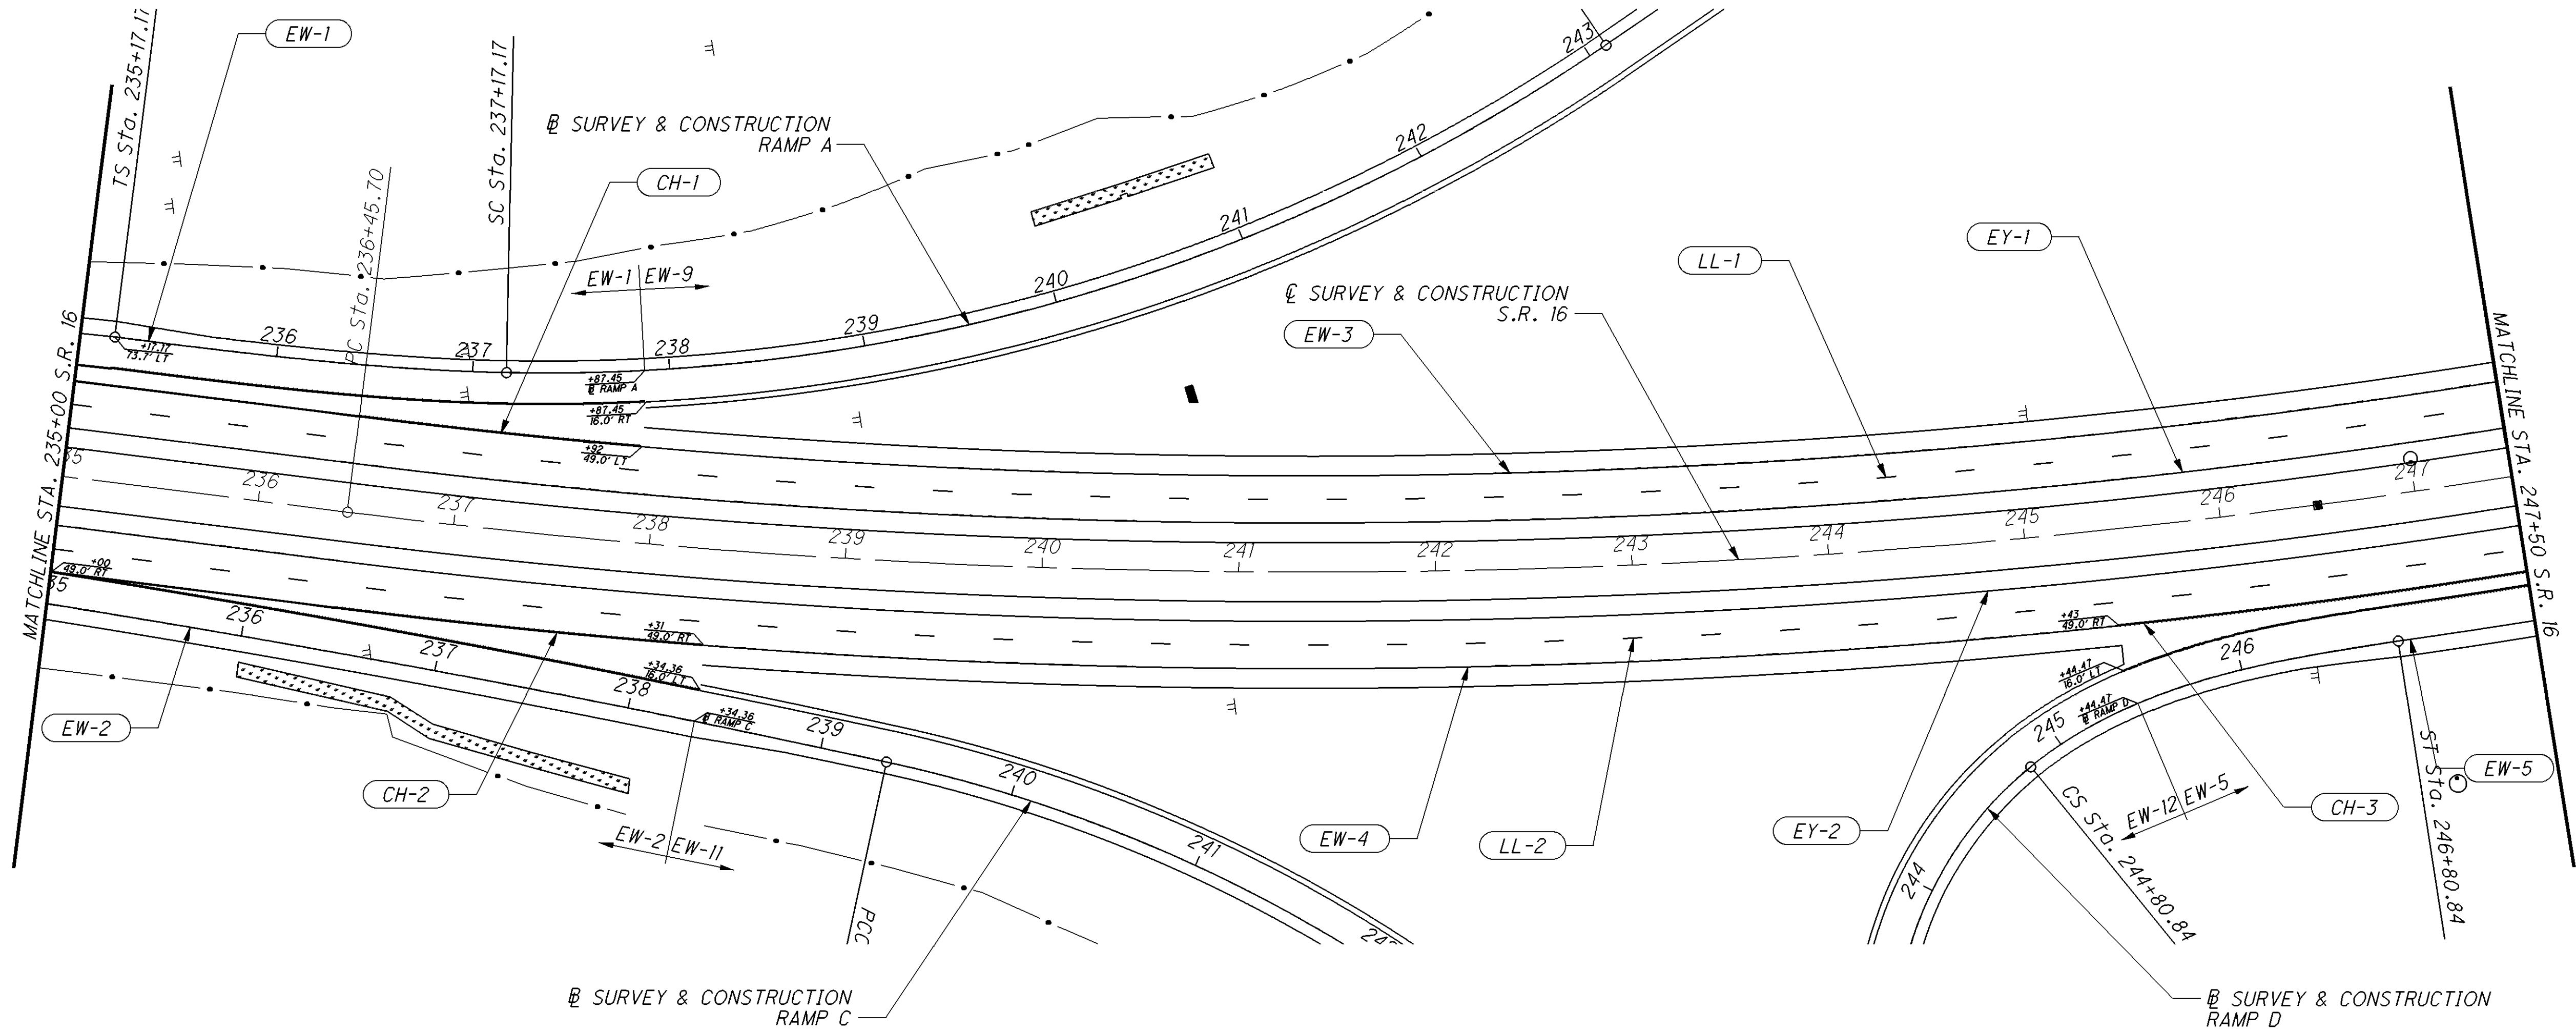 EW-1
TS Sta. 235+17.17
SC Sta. 237+17.17
PC Sta. 236+45.70
℄ SURVEY & CONSTRUCTION
S.R. 16
BL SURVEY & CONSTRUCTION
RAMP A
CH-1
EW-1 EW-9
EW-3
LL-1
EY-1
236
237
238
239
240
241
242
243
+17.17
73.7' LT
+87.45
BL RAMP A
+87.45
16.0' RT
+92
49.0' LT
MATCHLINE STA. 235+00 S.R. 16
MATCHLINE STA. 247+50 S.R. 16
35
236
237
238
239
240
241
242
243
244
245
246
247
+00
49.0' RT
35
236
237
238
239
240
241
+31
49.0' RT
+34.36
16.0' LT
+34.36
BL RAMP C
+43
49.0' RT
+44.47
16.0' LT
+44.47
BL RAMP D
244
245
246
EW-2
CH-2
EW-2 EW-11
PCC
EW-4
LL-2
EY-2
EW-12 EW-5
CH-3
EW-5
CS Sta. 244+80.84
ST Sta. 246+80.84
BL SURVEY & CONSTRUCTION
RAMP C
BL SURVEY & CONSTRUCTION
RAMP D